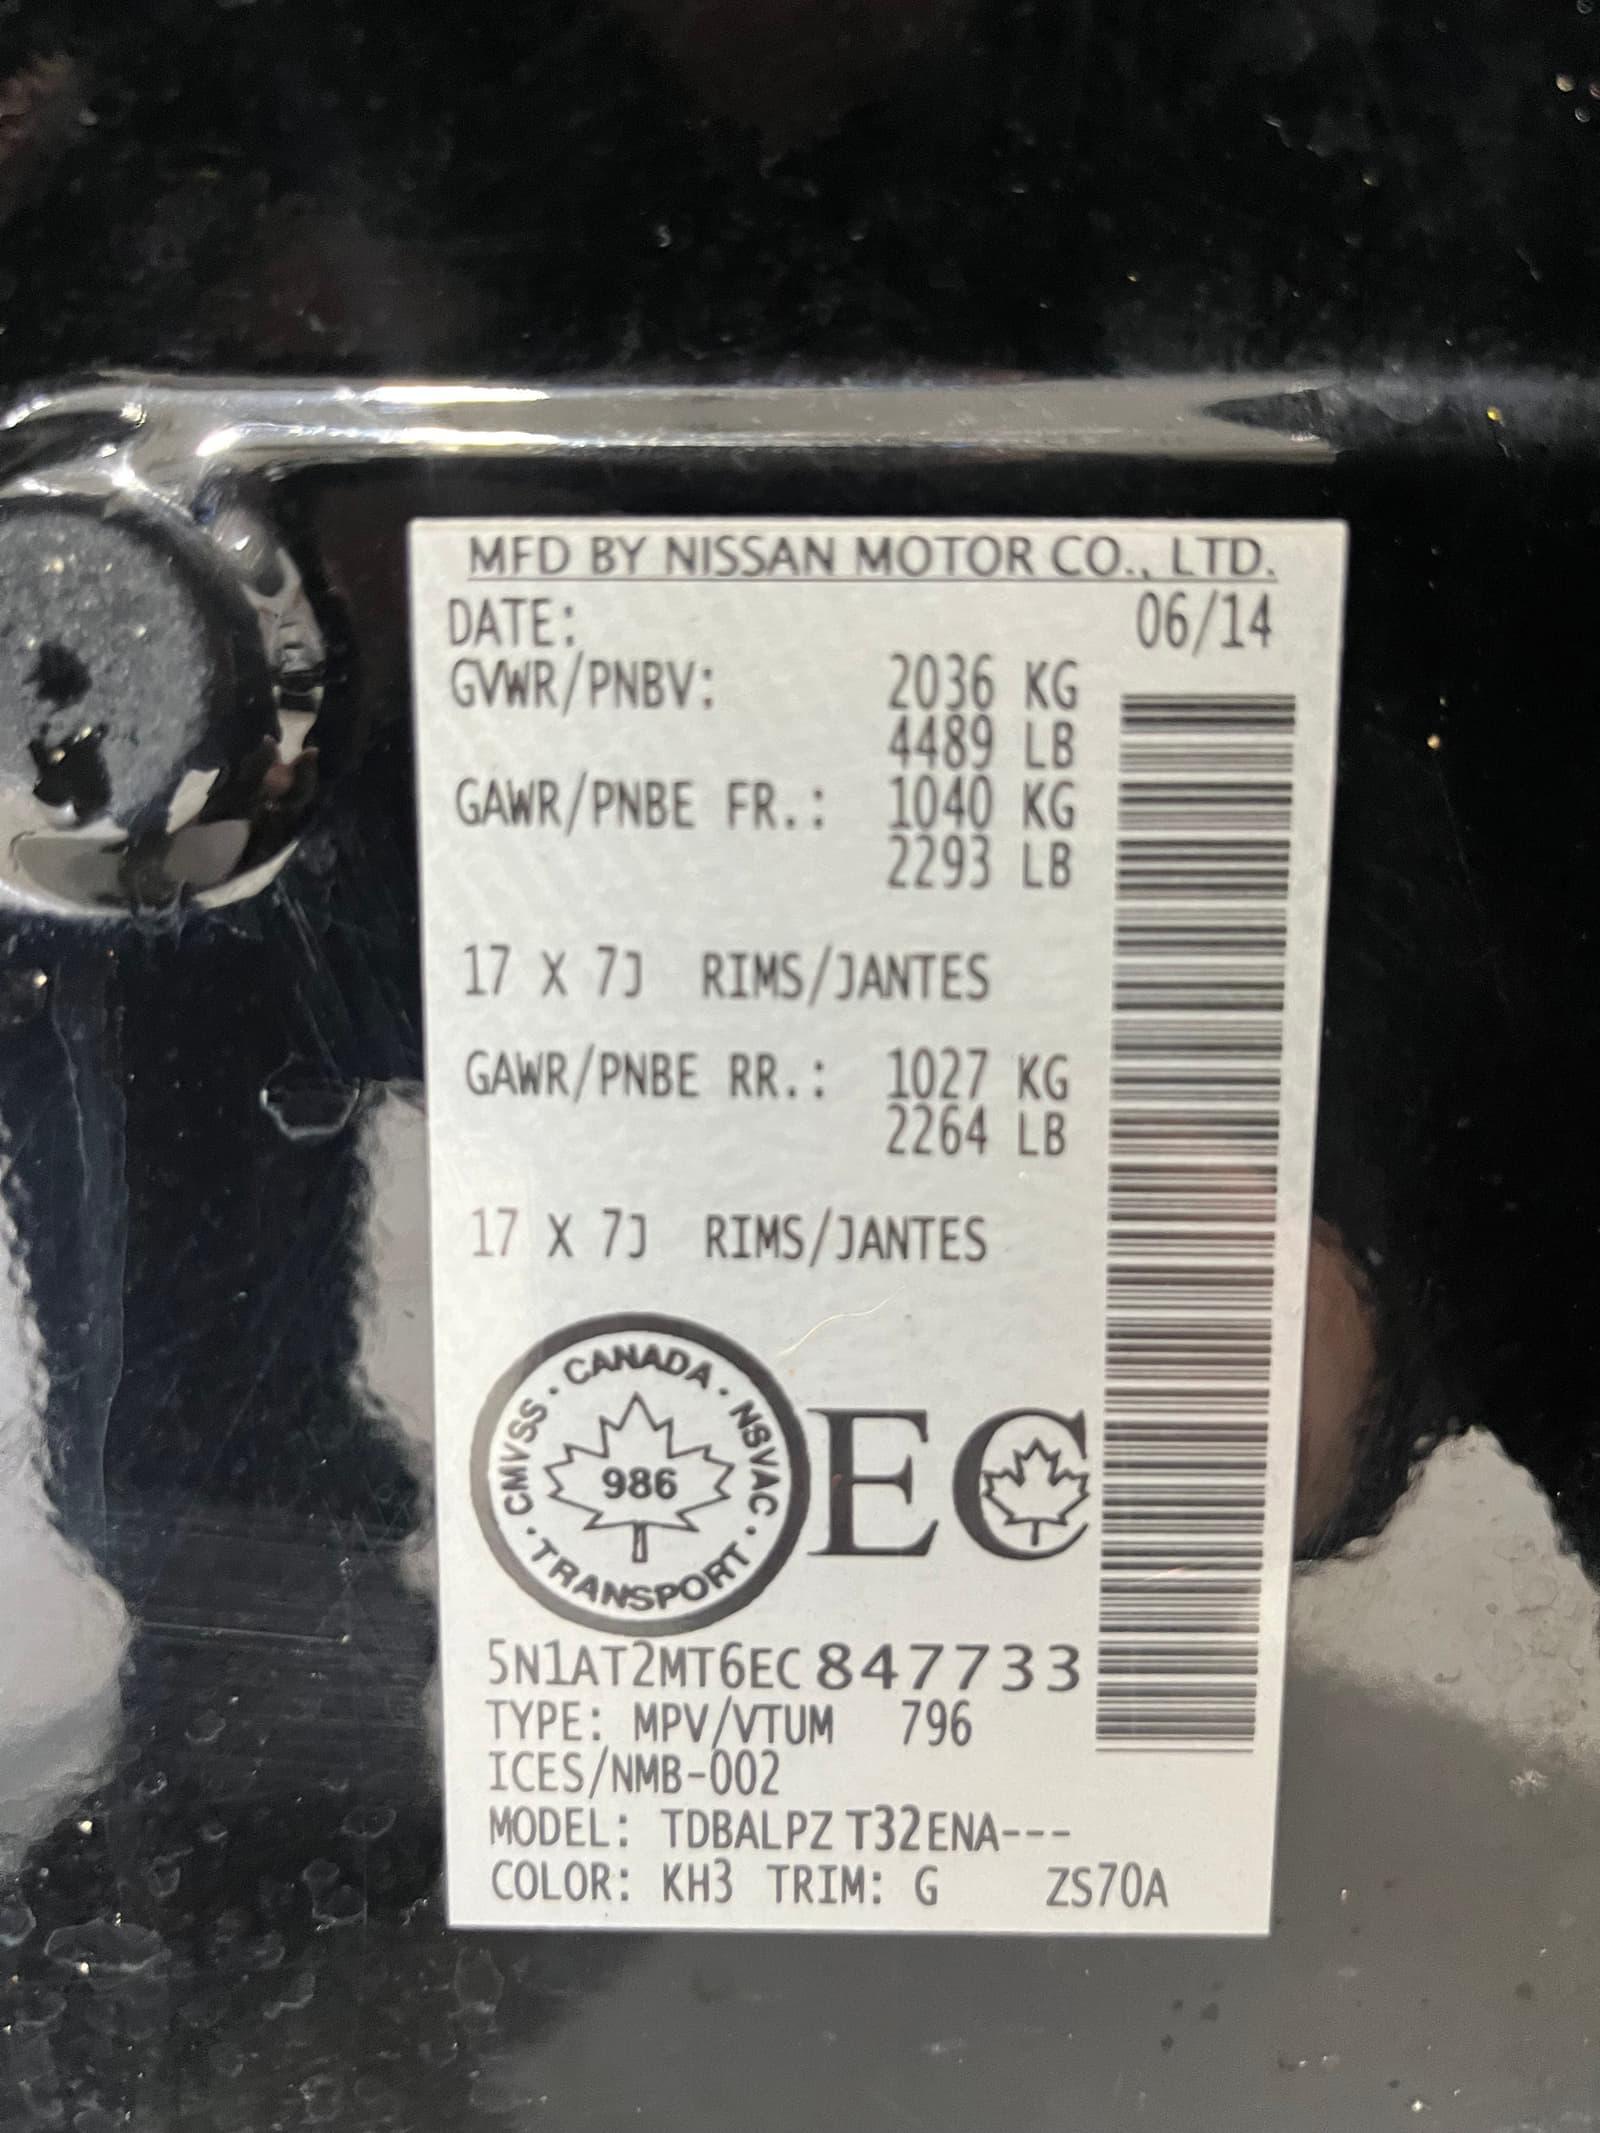 MFD BY NISSAN MOTOR CO., LTD.
DATE: 06/14
GVWR/PNBV: 2036 KG
4489 LB
GAWR/PNBE FR.: 1040 KG
2293 LB
17 X 7J RIMS/JANTES
GAWR/PNBE RR.: 1027 KG
2264 LB
17 X 7J RIMS/JANTES
CANADA · NSVAC · TRANSPORT · CMVSS ·
986
EC
5N1AT2MT6EC847733
TYPE: MPV/VTUM 796
ICES/NMB-002
MODEL: TDBALPZ T32ENA---
COLOR: KH3 TRIM: G ZS70A